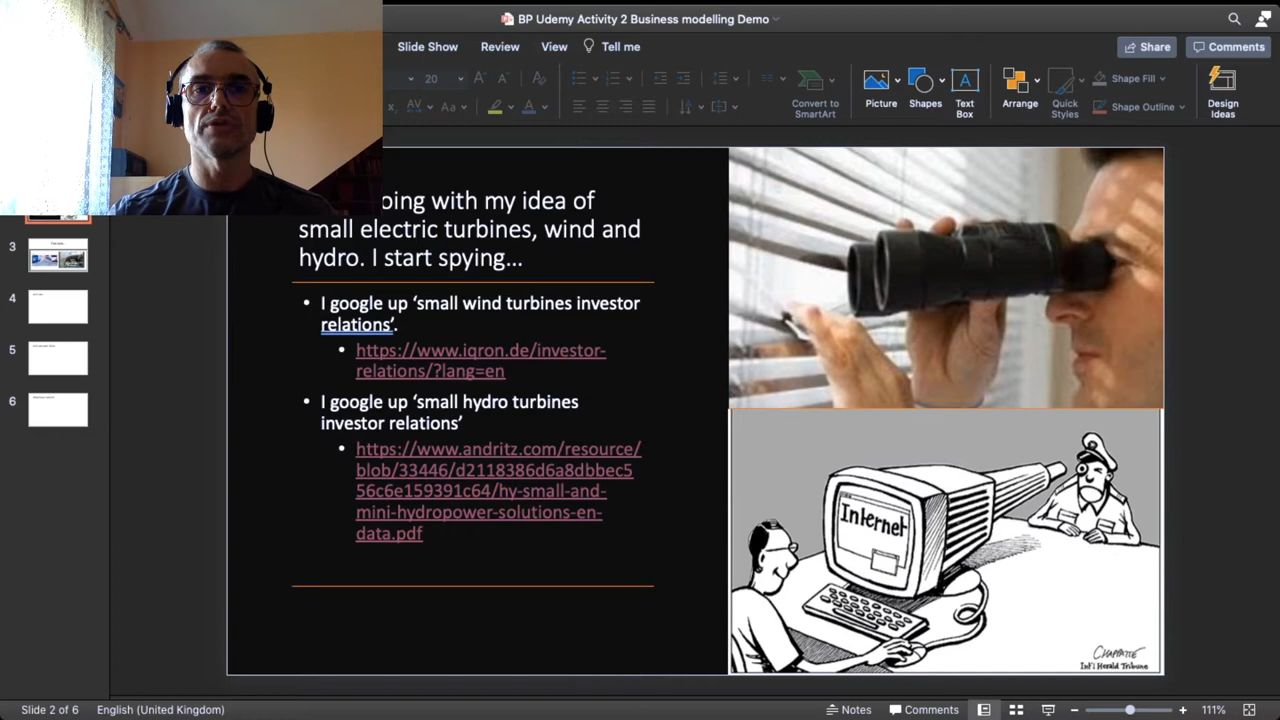 BP Udemy Activity 2 Business modelling Demo
Slide Show Review View Tell me Share Comments
20
Aa
Convert to
SmartArt
Picture Shapes Text
Box
Arrange Quick
Styles
Shape Fill
Shape Outline
Design
Ideas
3
4
5
6
oing with my idea of
small electric turbines, wind and
hydro. I start spying...
• I google up ‘small wind turbines investor
relations’.
• https://www.iqron.de/investor-
relations/?lang=en
• I google up ‘small hydro turbines
investor relations’
• https://www.andritz.com/resource/
blob/33446/d2118386d6a8dbbec5
56c6e159391c64/hy-small-and-
mini-hydropower-solutions-en-
data.pdf
Internet
CHAPPATTE
Int'l Herald Tribune
Slide 2 of 6 English (United Kingdom) Notes Comments 111%